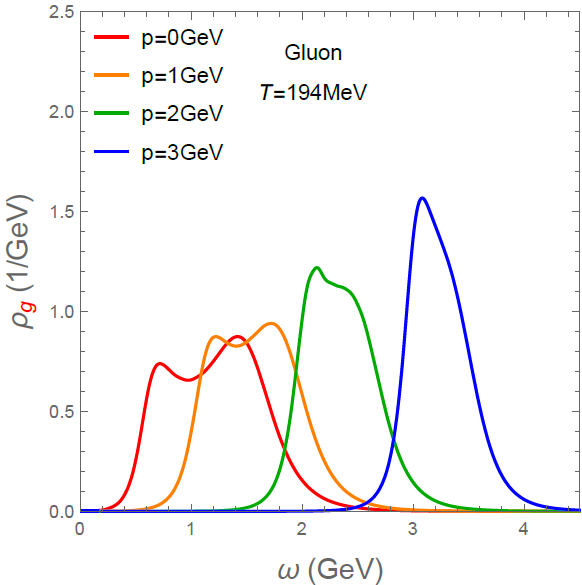 2.5
2.0
1.5
1.0
0.5
0.0
ρg (1/GeV)
p=0GeV
p=1GeV
p=2GeV
p=3GeV
Gluon
T=194MeV
0 1 2 3 4
ω (GeV)